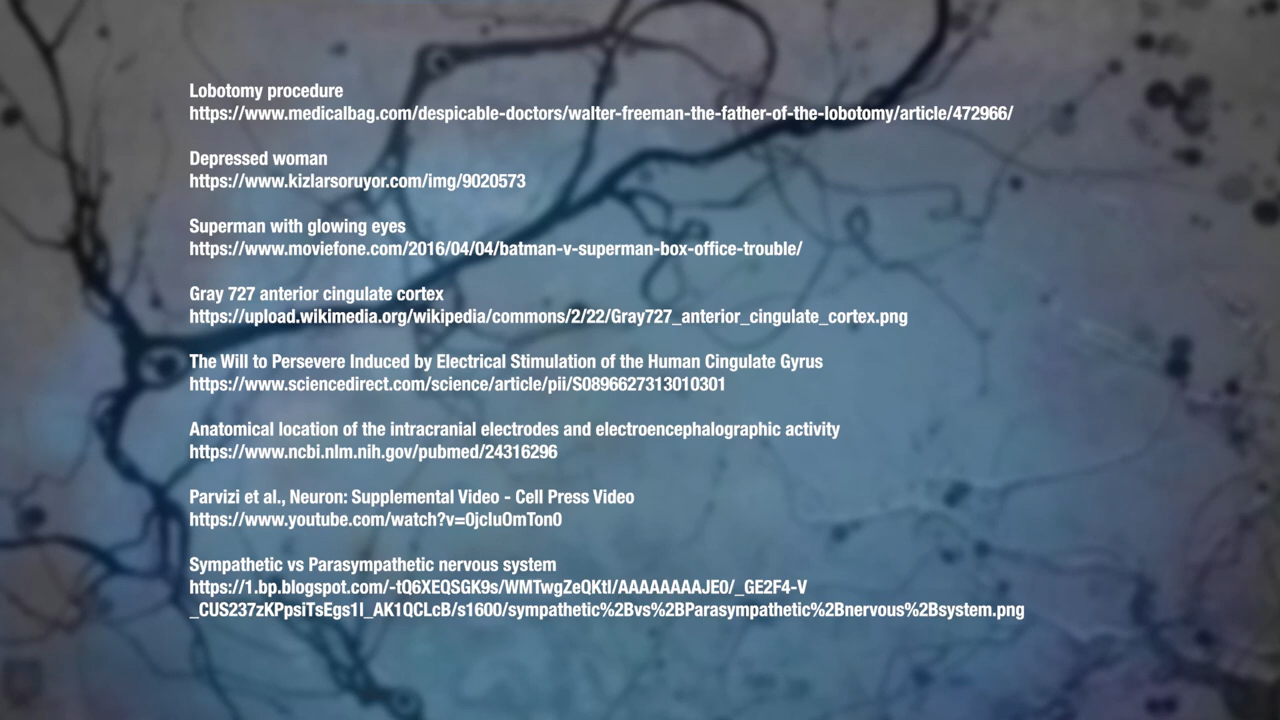 Lobotomy procedure
https://www.medicalbag.com/despicable-doctors/walter-freeman-the-father-of-the-lobotomy/article/472966/
Depressed woman
https://www.kizlarsoruyor.com/img/9020573
Superman with glowing eyes
https://www.moviefone.com/2016/04/04/batman-v-superman-box-office-trouble/
Gray 727 anterior cingulate cortex
https://upload.wikimedia.org/wikipedia/commons/2/22/Gray727_anterior_cingulate_cortex.png
The Will to Persevere Induced by Electrical Stimulation of the Human Cingulate Gyrus
https://www.sciencedirect.com/science/article/pii/S0896627313010301
Anatomical location of the intracranial electrodes and electroencephalographic activity
https://www.ncbi.nlm.nih.gov/pubmed/24316296
Parvizi et al., Neuron: Supplemental Video - Cell Press Video
https://www.youtube.com/watch?v=0jcIuOmTon0
Sympathetic vs Parasympathetic nervous system
https://1.bp.blogspot.com/-tQ6XEQSGK9s/WMTwgZeQKtI/AAAAAAAAJE0/_GE2F4-V
_CUS237zKPpsiTsEgs1l_AK1QCLcB/s1600/sympathetic%2Bvs%2BParasympathetic%2Bnervous%2Bsystem.png